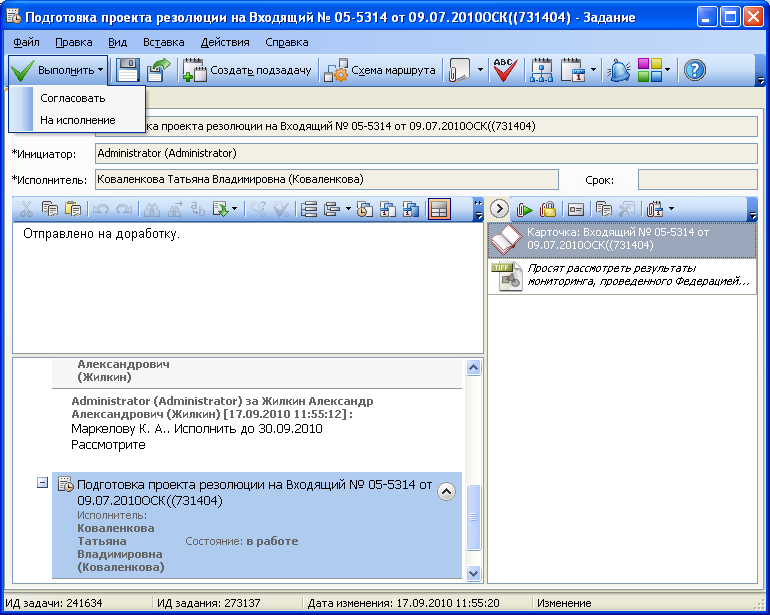 Подготовка проекта резолюции на Входящий № 05-5314 от 09.07.2010ОСК((731404) - Задание
Файл Правка Вид Вставка Действия Справка
Выполнить Создать подзадачу Схема маршрута ABC
Согласовать
На исполнение
ка проекта резолюции на Входящий № 05-5314 от 09.07.2010ОСК((731404)
*Инициатор: Administrator (Administrator)
*Исполнитель: Коваленкова Татьяна Владимировна (Коваленкова) Срок:
Отправлено на доработку.
Карточка: Входящий № 05-5314 от
09.07.2010ОСК((731404)
TIFF
Просят рассмотреть результаты
мониторинга, проведенного Федерацией...
Александрович
(Жилкин)
Administrator (Administrator) за Жилкин Александр
Александрович (Жилкин) [17.09.2010 11:55:12] :
Маркелову К. А.. Исполнить до 30.09.2010
Рассмотрите
Подготовка проекта резолюции на Входящий № 05-5314 от
09.07.2010ОСК((731404)
Исполнитель:
Коваленкова
Татьяна
Владимировна
(Коваленкова)
Состояние: в работе
ИД задачи: 241634 ИД задания: 273137 Дата изменения: 17.09.2010 11:55:20 Изменение